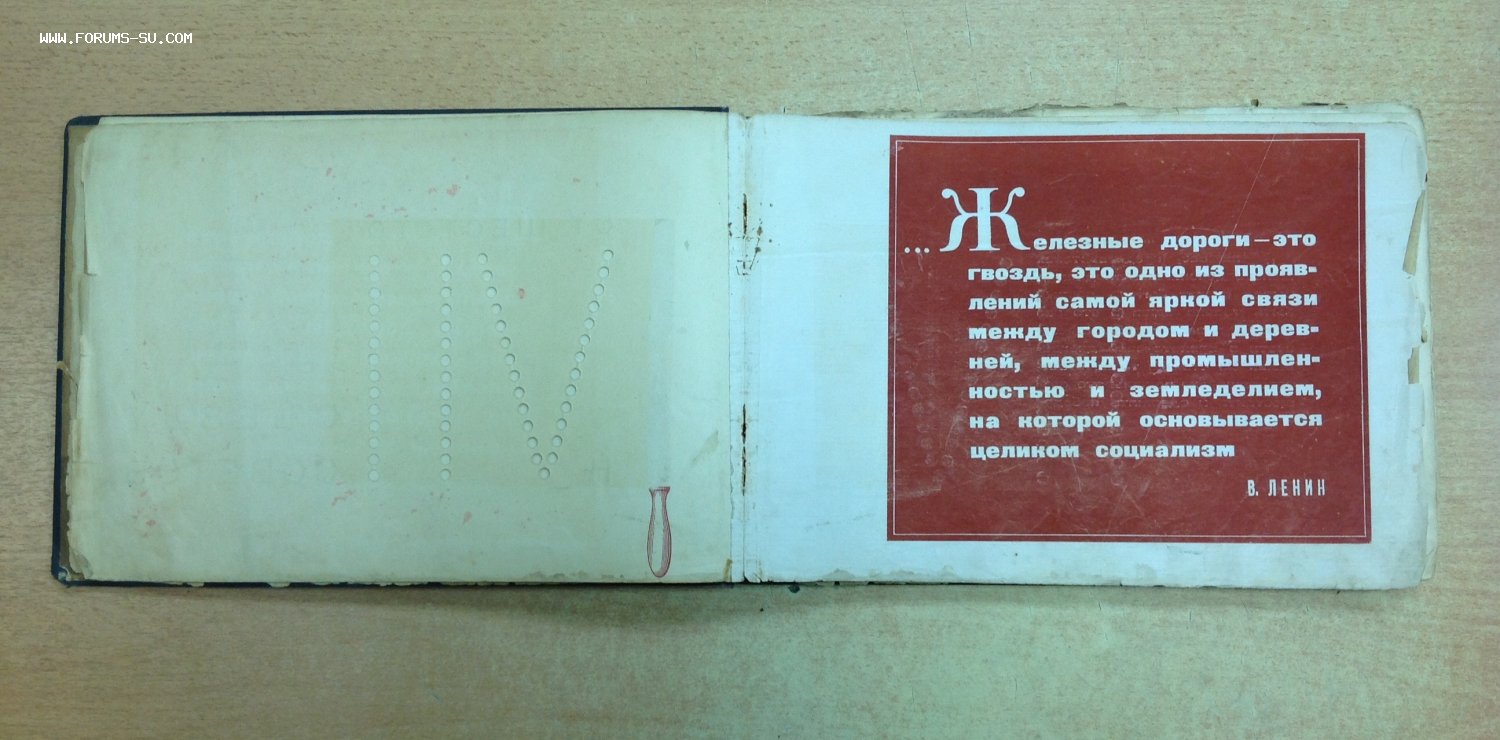 WWW.FORUMS-SU.COM
IIV
...Железные дороги—это
гвоздь, это одно из прояв-
лений самой яркой связи
между городом и дерев-
ней, между промышлен-
ностью и земледелием,
на которой основывается
целиком социализм
В. ЛЕНИН